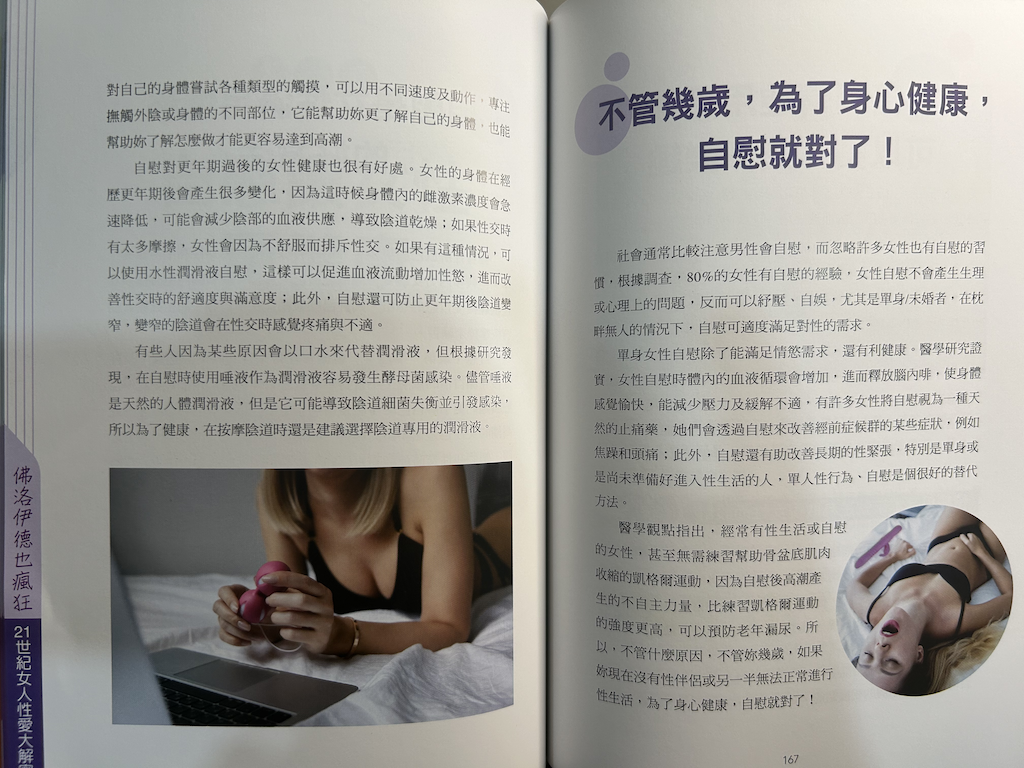 對自己的身體嘗試各種類型的觸摸，可以用不同速度及動作，專注
撫觸外陰或身體的不同部位，它能幫助妳更了解自己的身體，也能
幫助妳了解怎麼做才能更容易達到高潮。
自慰對更年期過後的女性健康也很有好處。女性的身體在經
歷更年期後會產生很多變化，因為這時候身體內的雌激素濃度會急
速降低，可能會減少陰部的血液供應，導致陰道乾燥；如果性交時
有太多摩擦，女性會因為不舒服而排斥性交。如果有這種情況，可
以使用水性潤滑液自慰，這樣可以促進血液流動增加性慾，進而改
善性交時的舒適度與滿意度；此外，自慰還可防止更年期後陰道變
窄，變窄的陰道會在性交時感覺疼痛與不適。
有些人因為某些原因會以口水來代替潤滑液，但根據研究發
現，在自慰時使用唾液作為潤滑液容易發生酵母菌感染。儘管唾液
是天然的人體潤滑液，但是它可能導致陰道細菌失衡並引發感染，
所以為了健康，在按摩陰道時還是建議選擇陰道專用的潤滑液。
佛洛伊德也瘋狂
21世紀女人性愛大解密
不管幾歲，為了身心健康，
自慰就對了！
社會通常比較注意男性會自慰，而忽略許多女性也有自慰的習
慣，根據調查，80%的女性有自慰的經驗，女性自慰不會產生生理
或心理上的問題，反而可以紓壓、自娛，尤其是單身/未婚者，在枕
畔無人的情況下，自慰可適度滿足對性的需求。
單身女性自慰除了能滿足情慾需求，還有利健康。醫學研究證
實，女性自慰時體內的血液循環會增加，進而釋放腦內啡，使身體
感覺愉快，能減少壓力及緩解不適，有許多女性將自慰視為一種天
然的止痛藥，她們會透過自慰來改善經前症候群的某些症狀，例如
焦躁和頭痛；此外，自慰還有助改善長期的性緊張，特別是單身或
是尚未準備好進入性生活的人，單人性行為、自慰是個很好的替代
方法。
醫學觀點指出，經常有性生活或自慰
的女性，甚至無需練習幫助骨盆底肌肉
收縮的凱格爾運動，因為自慰後高潮產
生的不自主力量，比練習凱格爾運動
的強度更高，可以預防老年漏尿。所
以，不管什麼原因，不管妳幾歲，如果
妳現在沒有性伴侶或另一半無法正常進行
性生活，為了身心健康，自慰就對了！
167